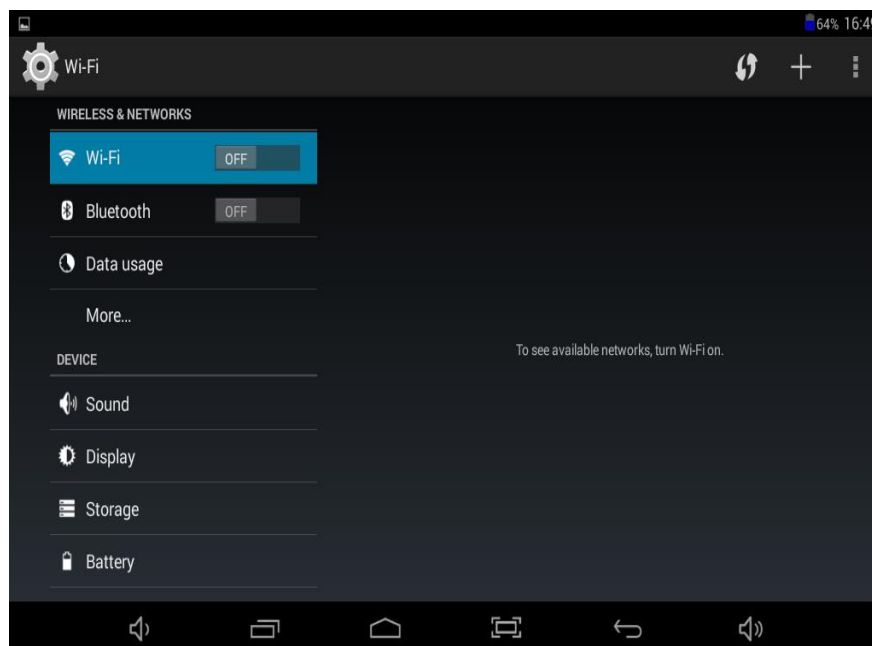 64% 16:49
Wi-Fi
WIRELESS & NETWORKS
Wi-Fi OFF
Bluetooth OFF
Data usage
More...
To see available networks, turn Wi-Fi on.
DEVICE
Sound
Display
Storage
Battery